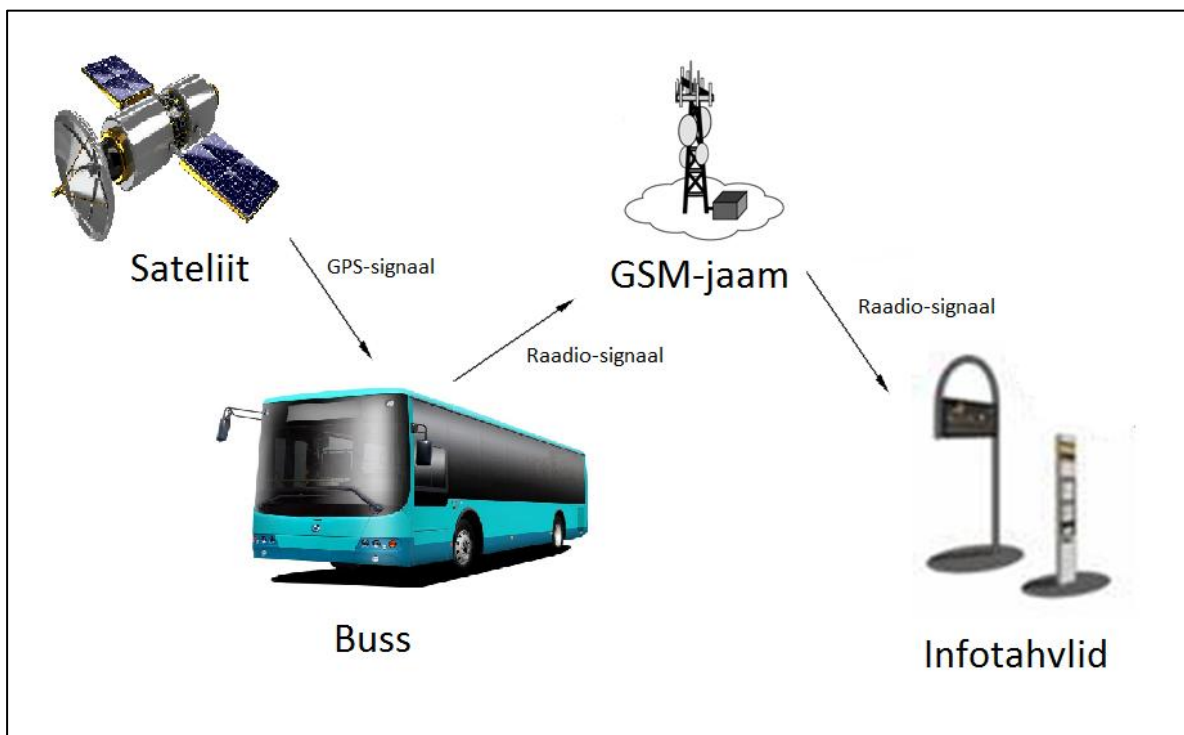 Sateliit
GPS-signaal
GSM-jaam
Raadio-signaal
Raadio-signaal
Buss
Infotahvlid